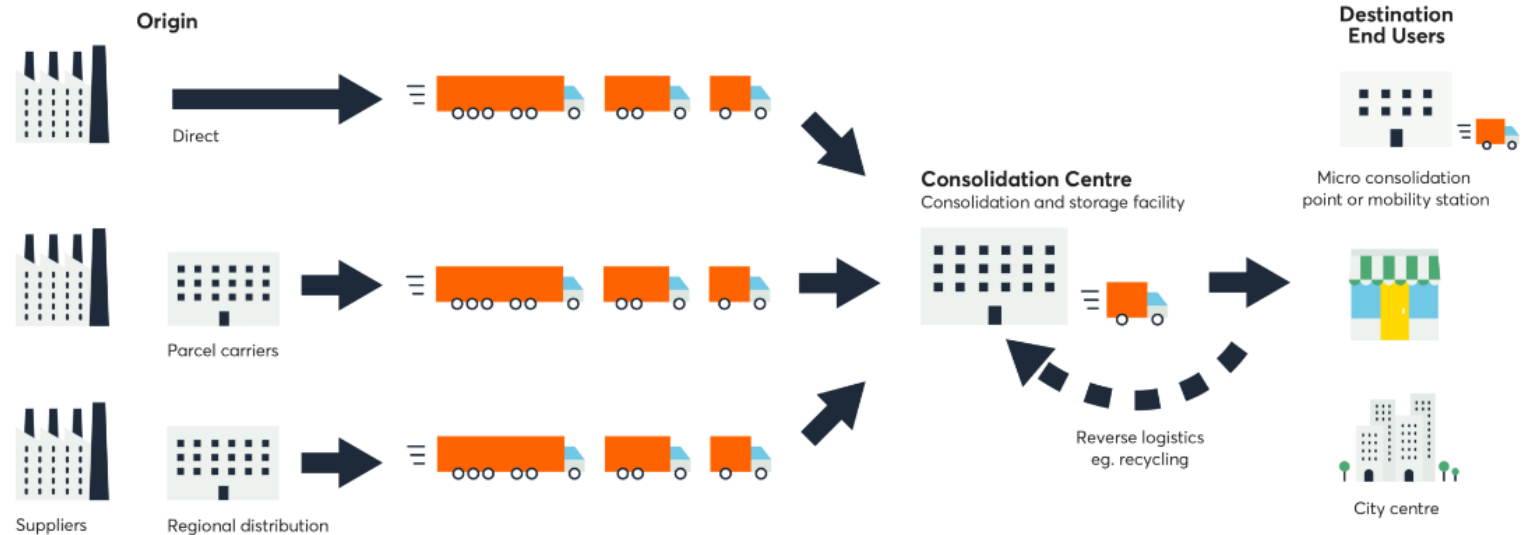 Origin
Direct
Parcel carriers
Suppliers
Regional distribution
Consolidation Centre
Consolidation and storage facility
Reverse logistics
eg. recycling
Destination
End Users
Micro consolidation
point or mobility station
City centre